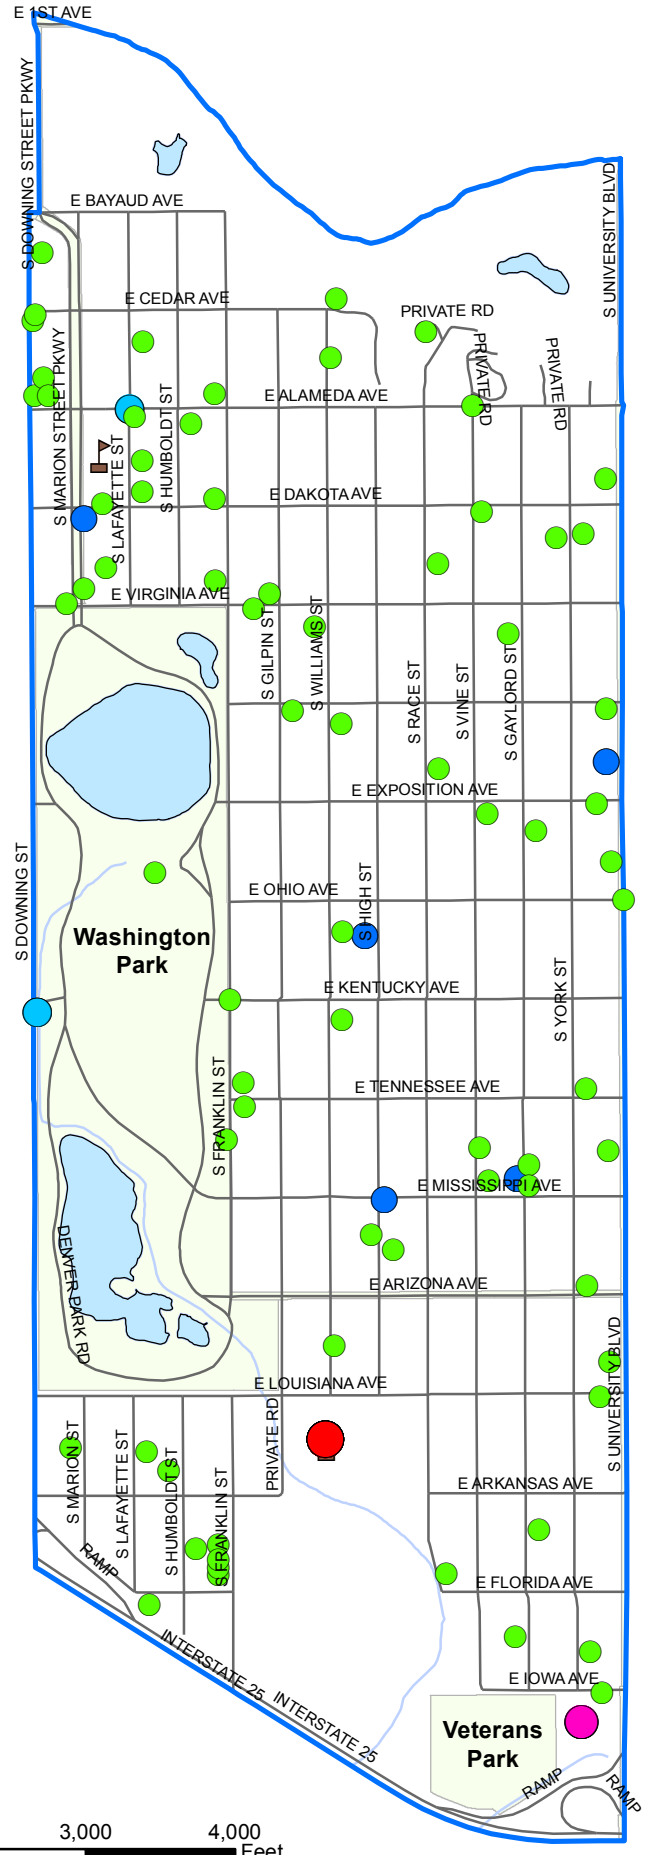 E 1ST AVE
S DOWNING STREET PKWY
E BAYAUD AVE
S UNIVERSITY BLVD
E CEDAR AVE
PRIVATE RD
PRIVATE RD
PRIVATE RD
S MARION STREET PKWY
E ALAMEDA AVE
S HUMBOLDT ST
S LAFAYETTE ST
E DAKOTA AVE
E VIRGINIA AVE
S GILPIN ST
S WILLIAMS ST
S RACE ST
S VINE ST
S GAYLORD ST
E EXPOSITION AVE
S DOWNING ST
E OHIO AVE
S HIGH ST
Washington
Park
E KENTUCKY AVE
S YORK ST
S FRANKLIN ST
E TENNESSEE AVE
E MISSISSIPPI AVE
DENVER PARK RD
E ARIZONA AVE
E LOUISIANA AVE
S UNIVERSITY BLVD
S MARION ST
S LAFAYETTE ST
S HUMBOLDT ST
S FRANKLIN ST
PRIVATE RD
E ARKANSAS AVE
RAMP
E FLORIDA AVE
INTERSTATE 25
INTERSTATE 25
E IOWA AVE
Veterans
Park
RAMP
RAMP
3,000
4,000
Feet